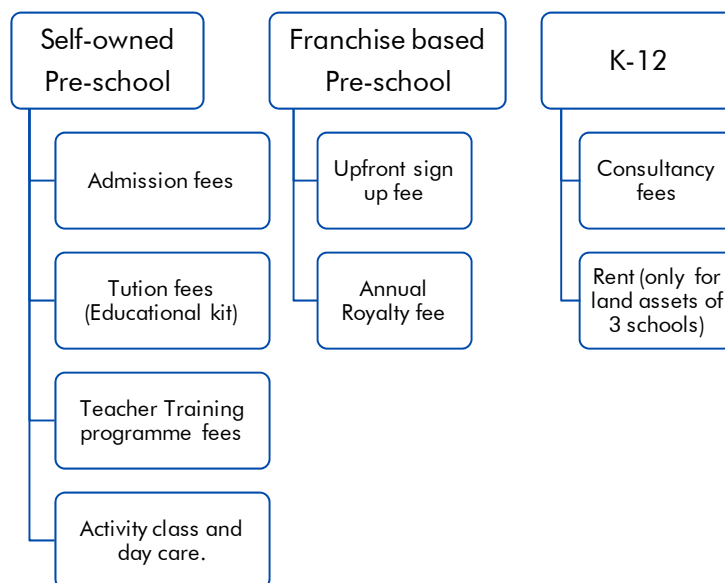 Self-owned
Pre-school
Admission fees
Tution fees
(Educational kit)
Teacher Training
programme fees
Activity class and
day care.
Franchise based
Pre-school
Upfront sign
up fee
Annual
Royalty fee
K-12
Consultancy
fees
Rent (only for
land assets of
3 schools)